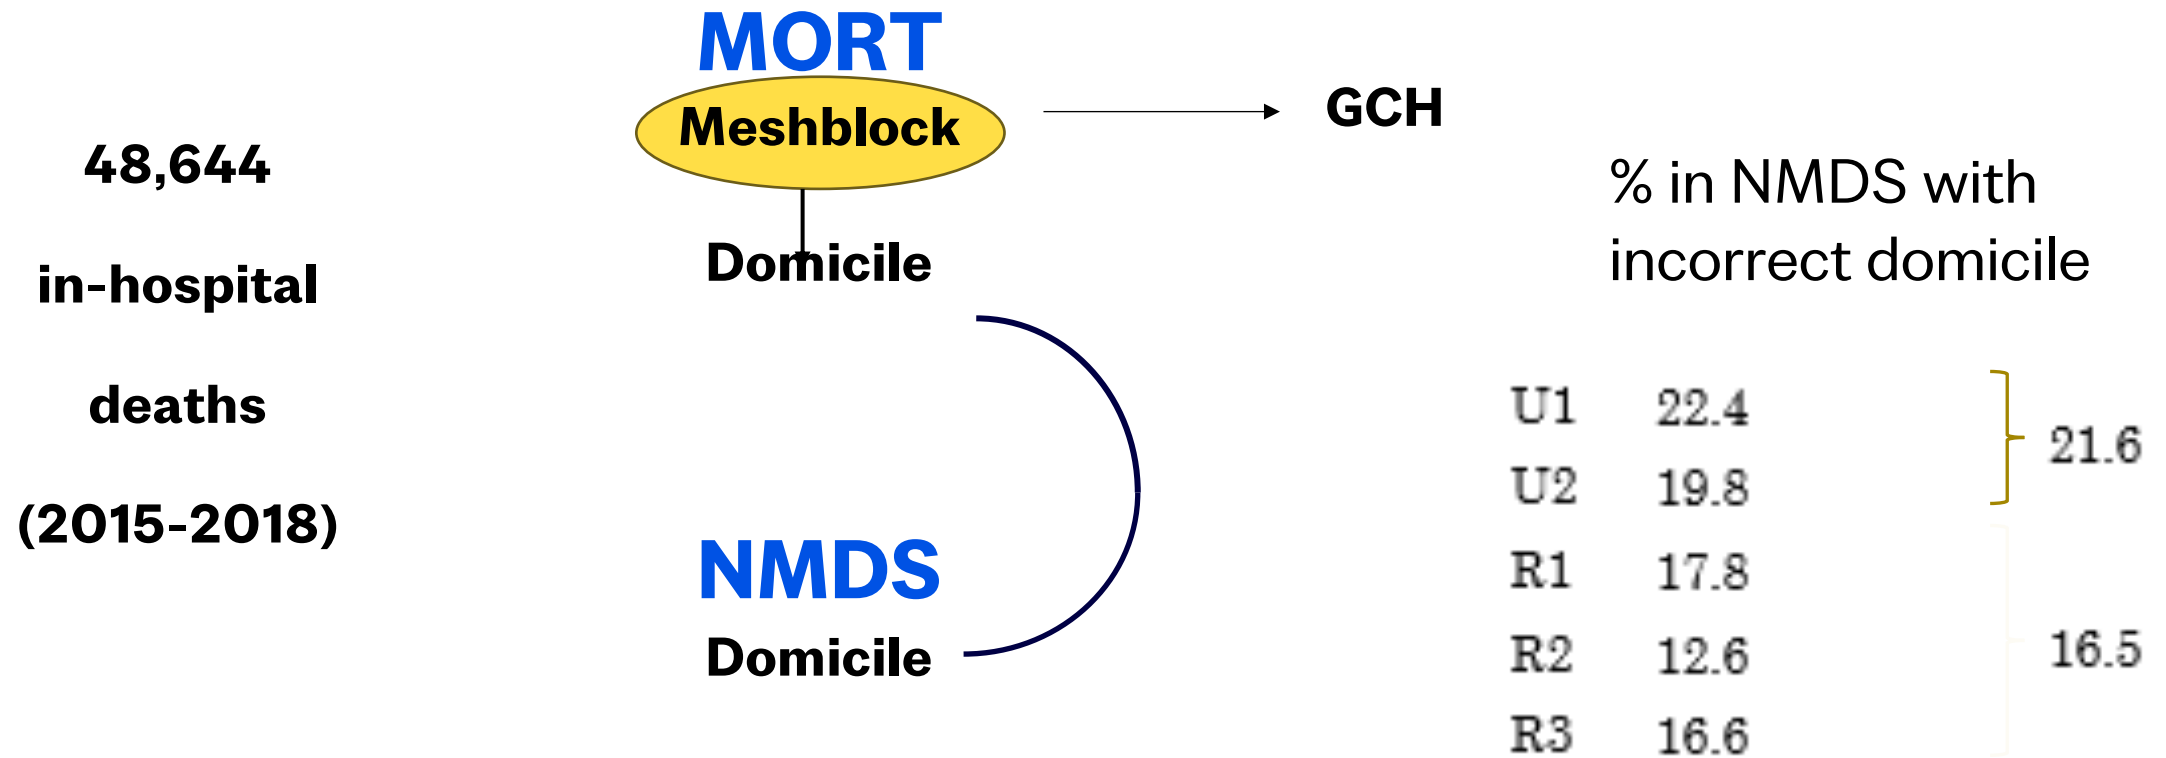 48,644
in-hospital
deaths
(2015-2018)
MORT
Meshblock
Domicile
NMDS
Domicile
GCH
% in NMDS with
incorrect domicile
U1 22.4
U2 19.8
21.6
R1 17.8
R2 12.6
R3 16.6
16.5